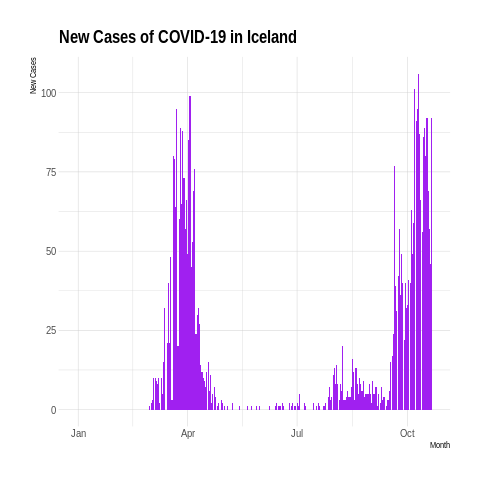 New Cases of COVID-19 in Iceland
New Cases
100
75
50
25
0
Jan Apr Jul Oct
Month